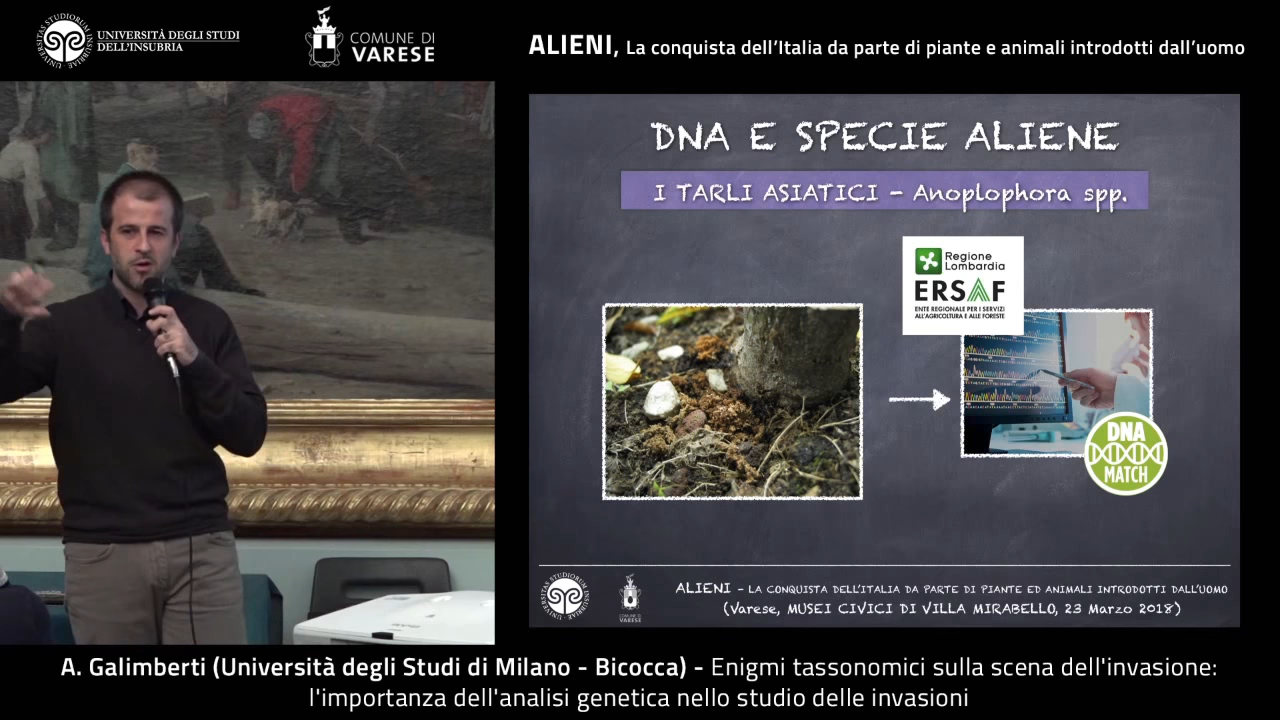 UNIVERSITÀ DEGLI STUDI
DELL'INSUBRIA
COMUNE DI
VARESE
ALIENI, La conquista dell'Italia da parte di piante e animali introdotti dall'uomo
DNA E SPECIE ALIENE
I TARLI ASIATICI - Anoplophora spp.
Regione
Lombardia
ERSAF
ENTE REGIONALE PER I SERVIZI
ALL'AGRICOLTURA E ALLE FORESTE
DNA
MATCH
ALIENI - LA CONQUISTA DELL'ITALIA DA PARTE DI PIANTE ED ANIMALI INTRODOTTI DALL'UOMO
(Varese, MUSEI CIVICI DI VILLA MIRABELLO, 23 Marzo 2018)
COMUNE DI
VARESE
A. Galimberti (Università degli Studi di Milano - Bicocca) - Enigmi tassonomici sulla scena dell'invasione:
l'importanza dell'analisi genetica nello studio delle invasioni